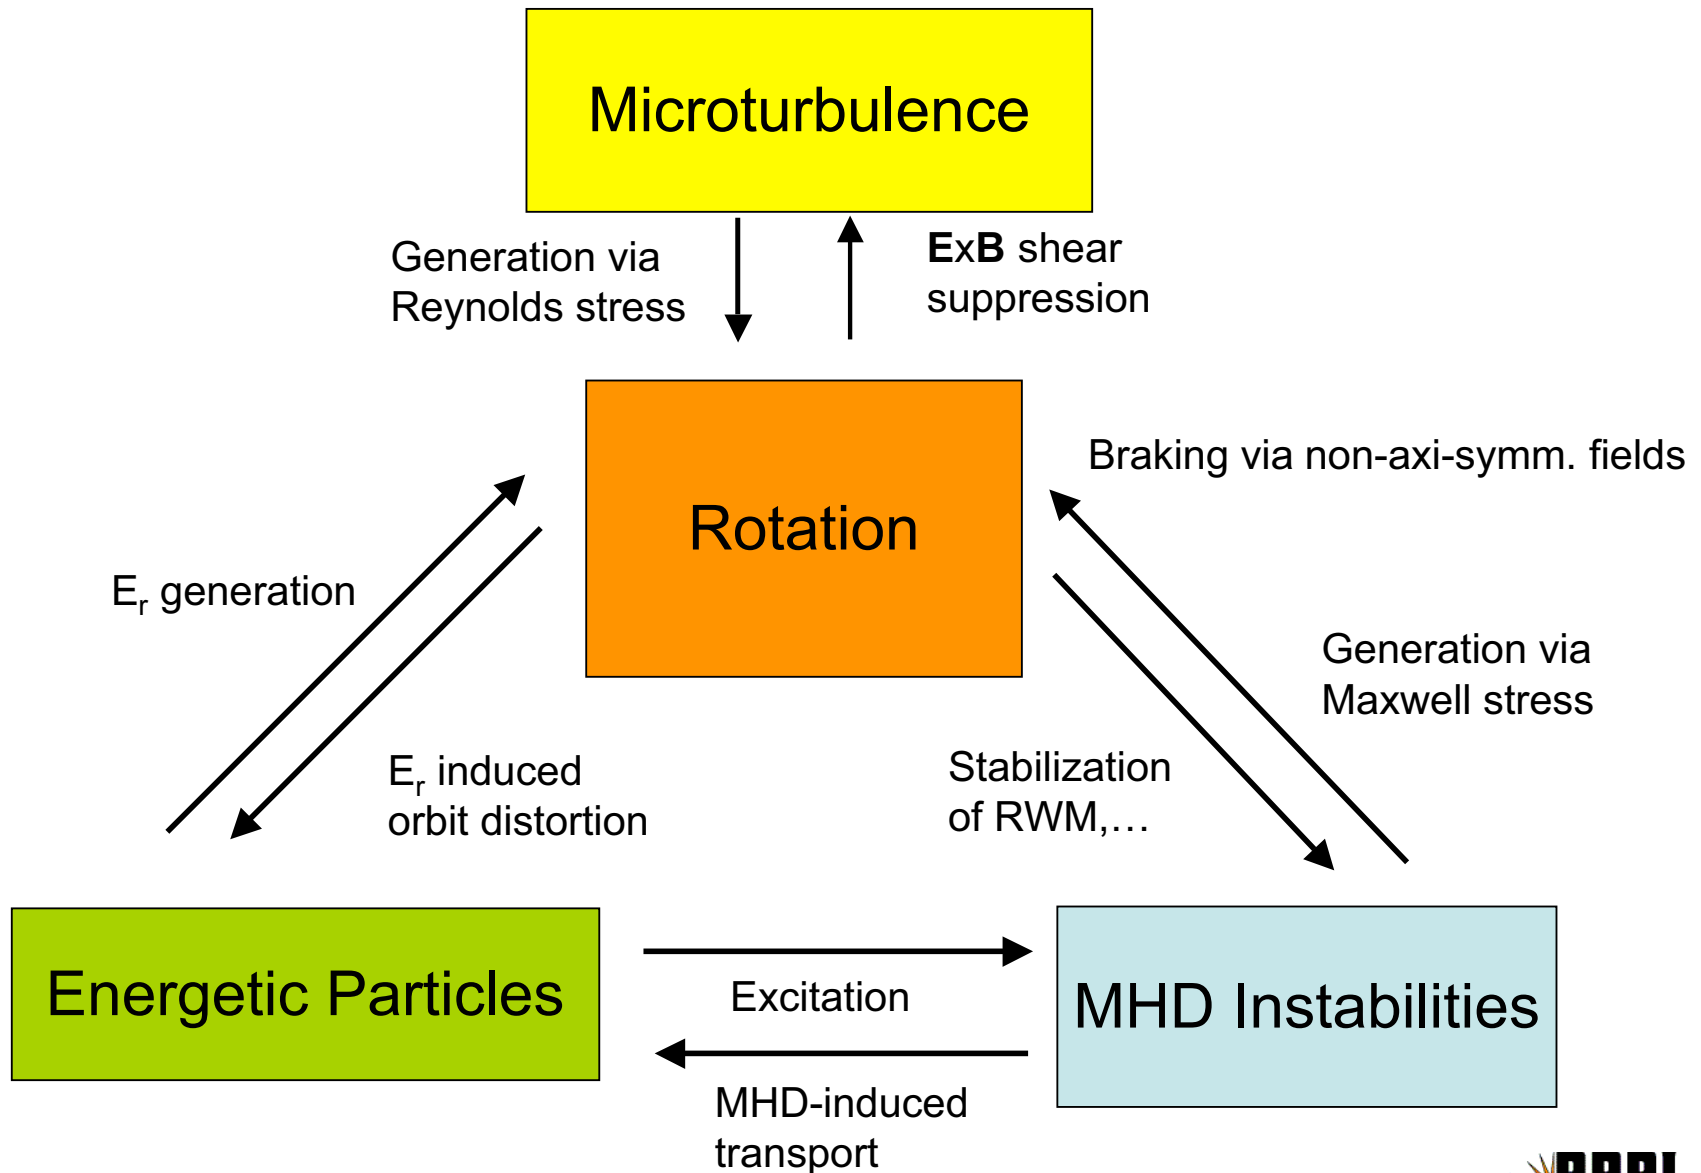 Microturbulence
Generation via
Reynolds stress
ExB shear
suppression
Braking via non-axi-symm. fields
Rotation
Er generation
Generation via
Maxwell stress
Er induced
orbit distortion
Stabilization
of RWM,…
Energetic Particles
Excitation
MHD Instabilities
MHD-induced
transport